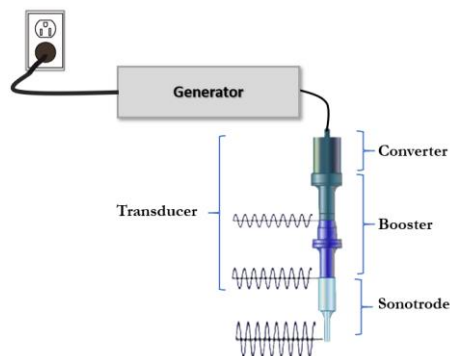 Generator
Converter
Transducer
Booster
Sonotrode